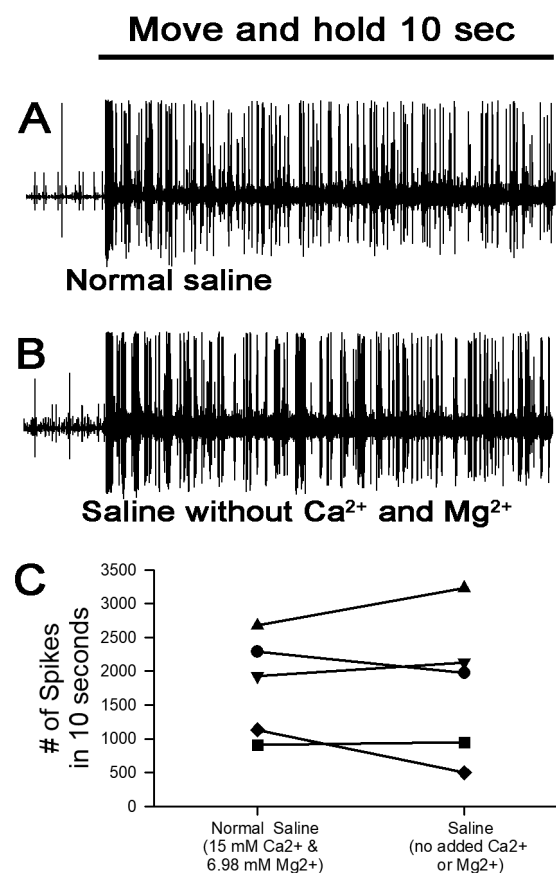 Move and hold 10 sec
A
Normal saline
B
Saline without Ca²⁺ and Mg²⁺
C
# of Spikes
in 10 seconds
3500
3000
2500
2000
1500
1000
500
0
Normal Saline
(15 mM Ca2+ &
6.98 mM Mg2+)
Saline
(no added Ca2+
or Mg2+)